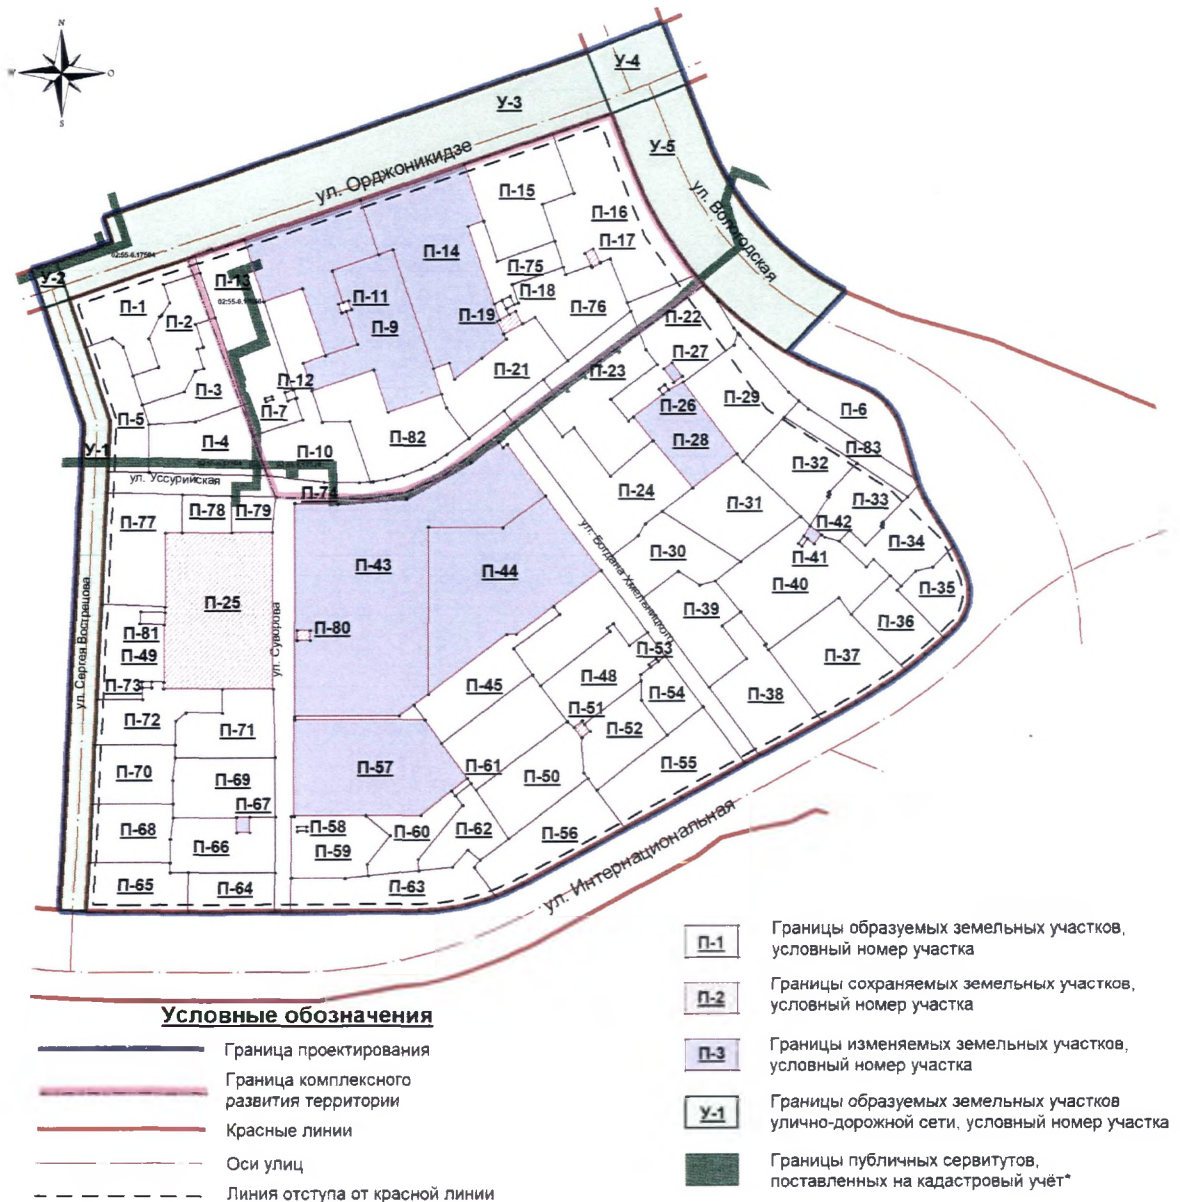 N
О
S
У-4
У-3
У-5
ул. Орджоникидзе
ул. Вологодская
У-2
П-15
П-16
П-14
П-17
П-13
П-75
П-18
П-1
П-11
П-2
П-19
П-76
П-9
П-22
П-21
П-23
П-27
П-12
П-3
П-7
П-26
П-29
П-6
П-5
П-82
П-28
П-83
П-4
У-1
П-10
П-32
ул. Уссурийская
П-74
П-24
П-31
П-33
П-77
П-78
П-79
П-42
П-34
ул. Богдана Хмельницкого
П-43
П-44
П-30
П-41
П-40
П-35
П-25
П-39
П-36
ул. Сергея Вострецова
ул. Суворова
П-81
П-80
П-49
П-53
П-37
П-73
П-45
П-48
П-54
П-38
П-72
П-71
П-51
П-52
П-70
П-69
П-57
П-61
П-50
П-55
П-67
П-68
П-58
П-60
П-62
П-56
П-66
П-59
П-65
П-64
П-63
ул. Интернациональная
Условные обозначения
Граница проектирования
Граница комплексного
развития территории
Красные линии
Оси улиц
Линия отступа от красной линии
П-1
Границы образуемых земельных участков,
условный номер участка
П-2
Границы сохраняемых земельных участков,
условный номер участка
П-3
Границы изменяемых земельных участков,
условный номер участка
У-1
Границы образуемых земельных участков
улично-дорожной сети, условный номер участка
Границы публичных сервитутов,
поставленных на кадастровый учёт*